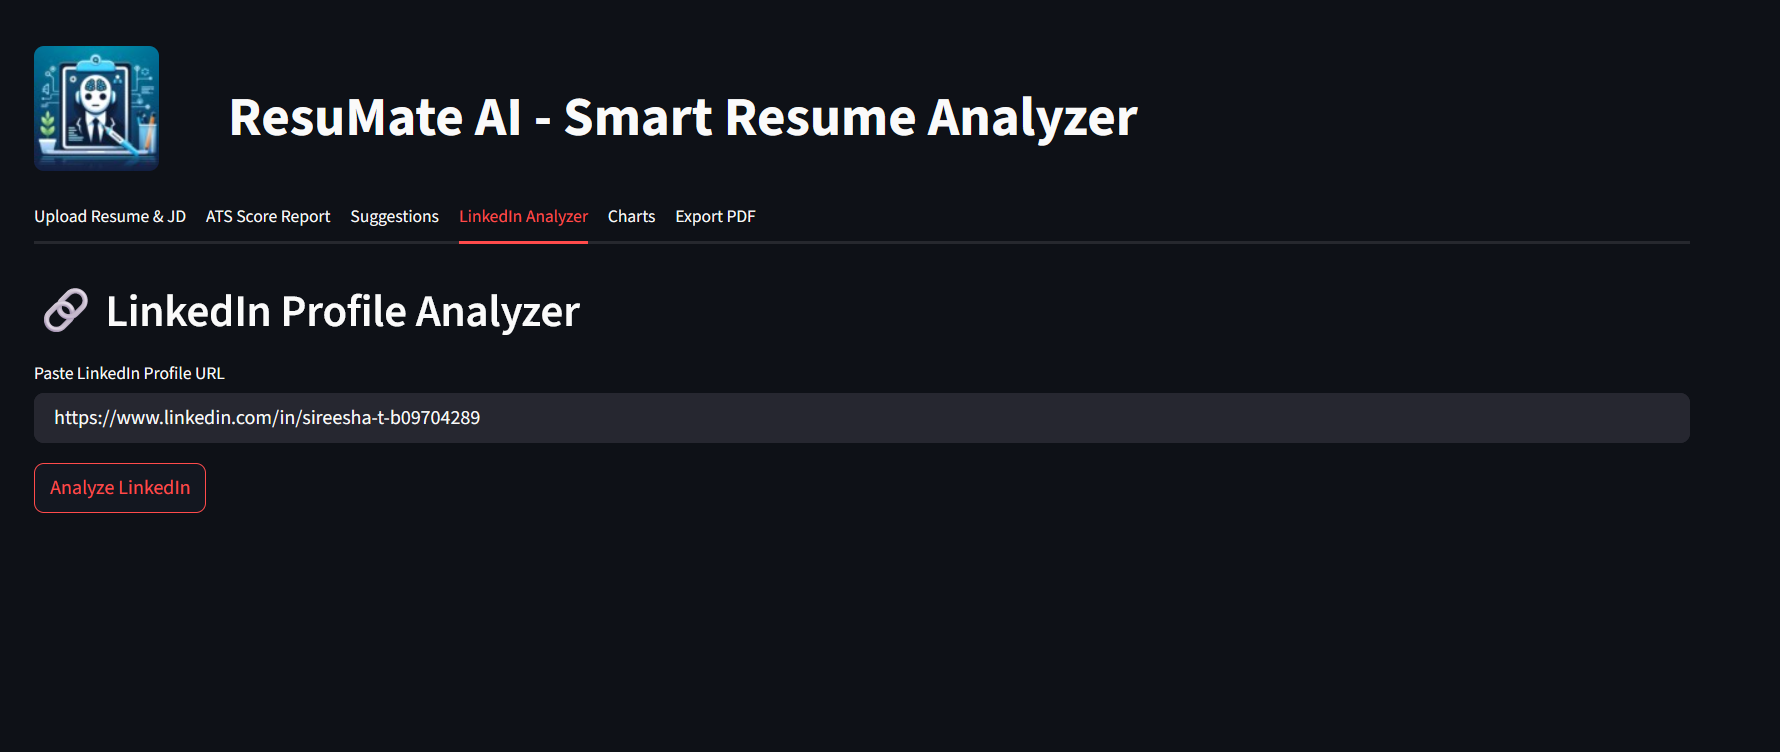 ResuMate AI - Smart Resume Analyzer
Upload Resume & JD ATS Score Report Suggestions LinkedIn Analyzer Charts Export PDF
LinkedIn Profile Analyzer
Paste LinkedIn Profile URL
https://www.linkedin.com/in/sireesha-t-b09704289
Analyze LinkedIn